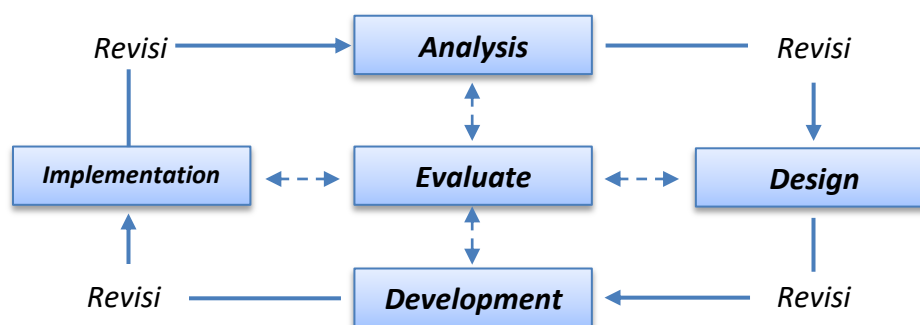 Revisi
Analysis
Revisi
Implementation
Evaluate
Design
Revisi
Development
Revisi